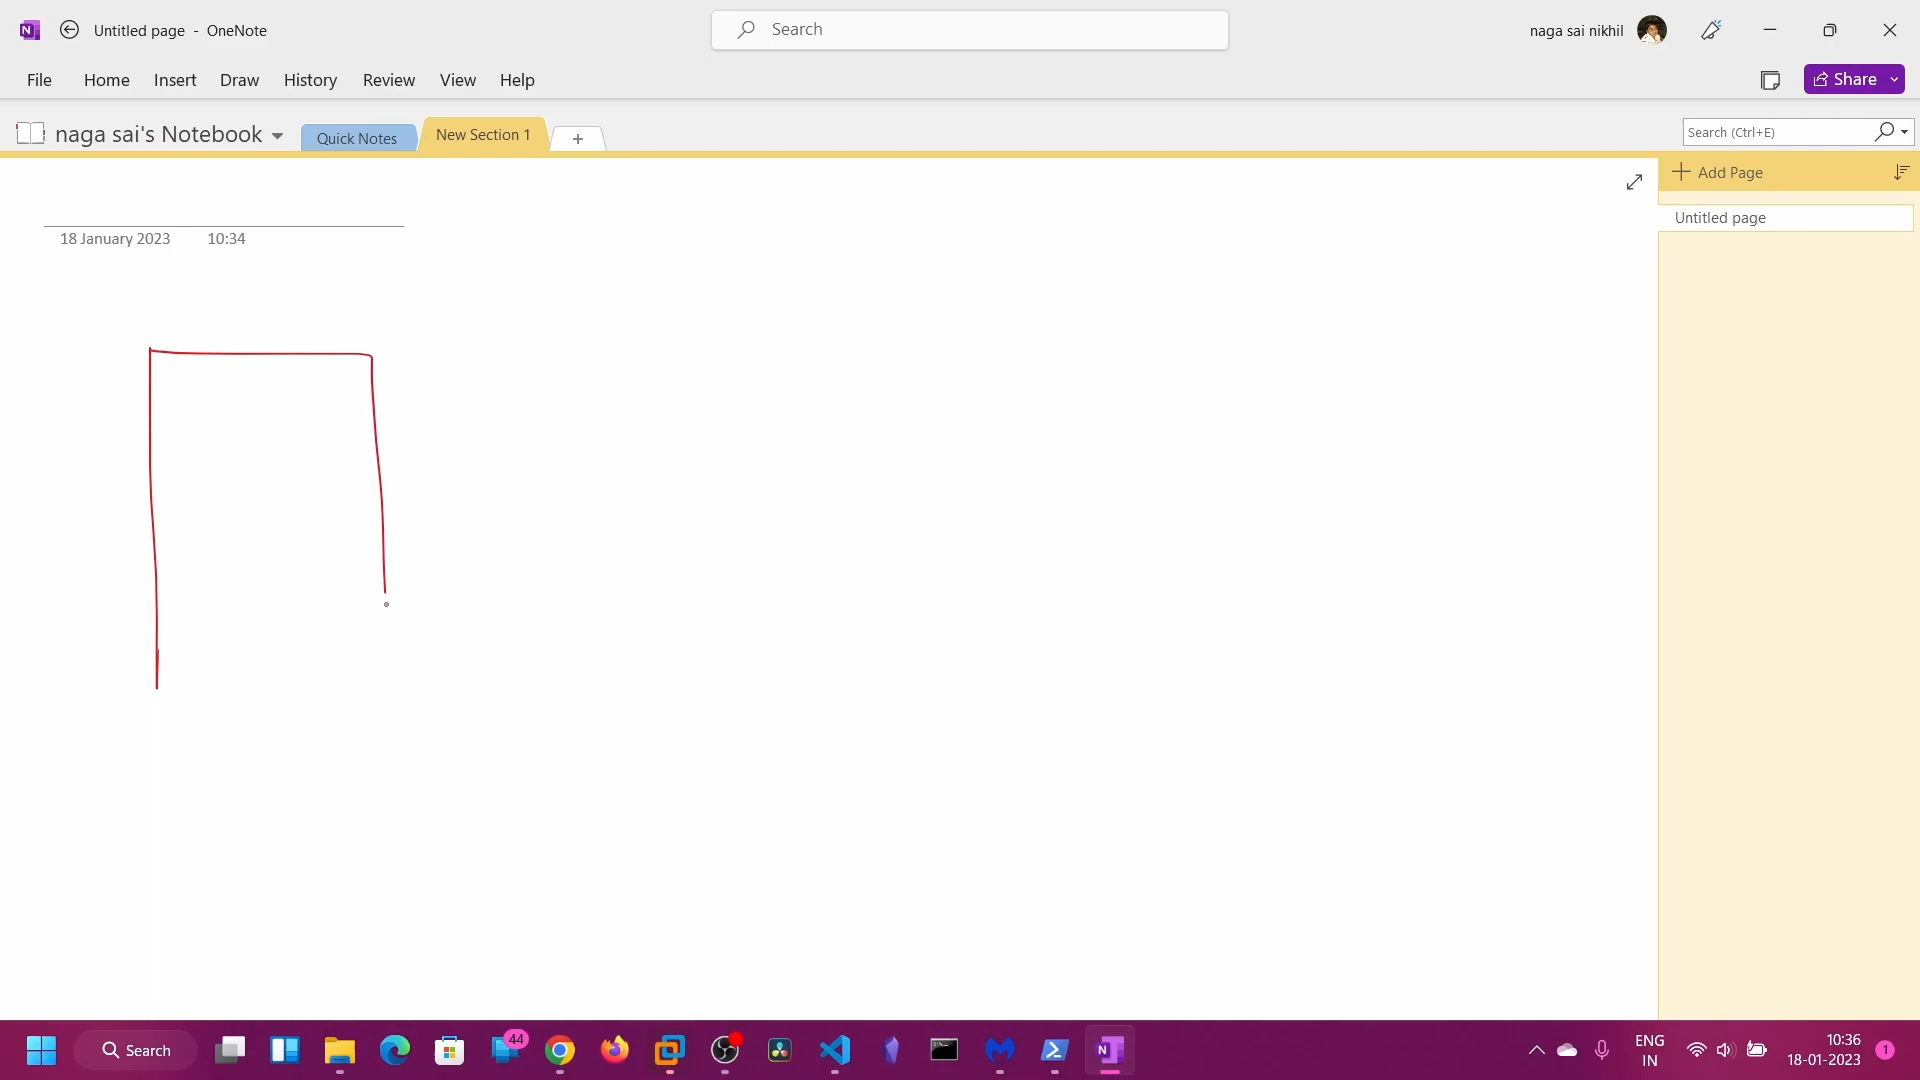 Untitled page - OneNote
Search
naga sai nikhil
File Home Insert Draw History Review View Help
Share
naga sai's Notebook
Quick Notes
New Section 1
Search (Ctrl+E)
Add Page
Untitled page
18 January 2023 10:34
Search
44
ENG
IN
10:36
18-01-2023
1